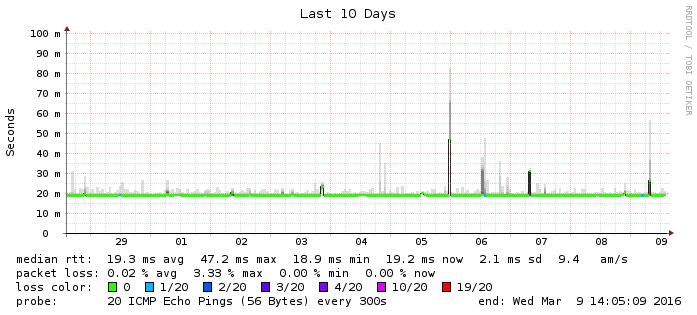 Last 10 Days
RRDTOOL / TOBI OETIKER
Seconds
100 m
90 m
80 m
70 m
60 m
50 m
40 m
30 m
20 m
10 m
0
29 01 02 03 04 05 06 07 08 09
median rtt: 19.3 ms avg 47.2 ms max 18.9 ms min 19.2 ms now 2.1 ms sd 9.4 am/s
packet loss: 0.02 % avg 3.33 % max 0.00 % min 0.00 % now
loss color: 0 1/20 2/20 3/20 4/20 10/20 19/20
probe: 20 ICMP Echo Pings (56 Bytes) every 300s end: Wed Mar 9 14:05:09 2016